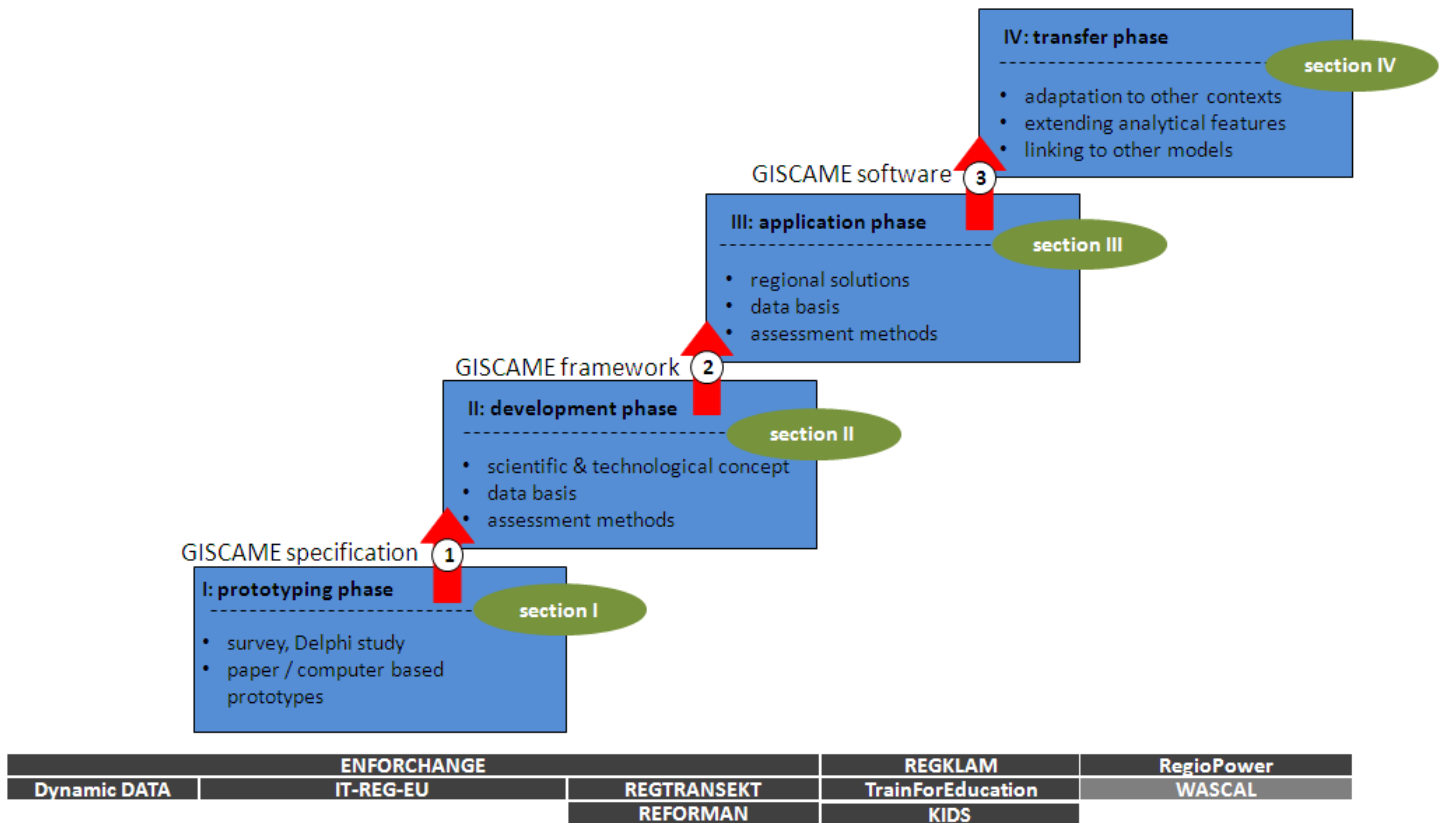 IV: transfer phase
section IV
• adaptation to other contexts
• extending analytical features
• linking to other models
GISCAME software
3
III: application phase
section III
• regional solutions
• data basis
• assessment methods
GISCAME framework
2
II: development phase
section II
• scientific & technological concept
• data basis
• assessment methods
GISCAME specification
1
I: prototyping phase
section I
• survey, Delphi study
• paper / computer based
prototypes
ENFORCHANGE REGKLAM RegioPower
Dynamic DATA IT-REG-EU REGTRANSEKT TrainForEducation WASCAL
REFORMAN KIDS